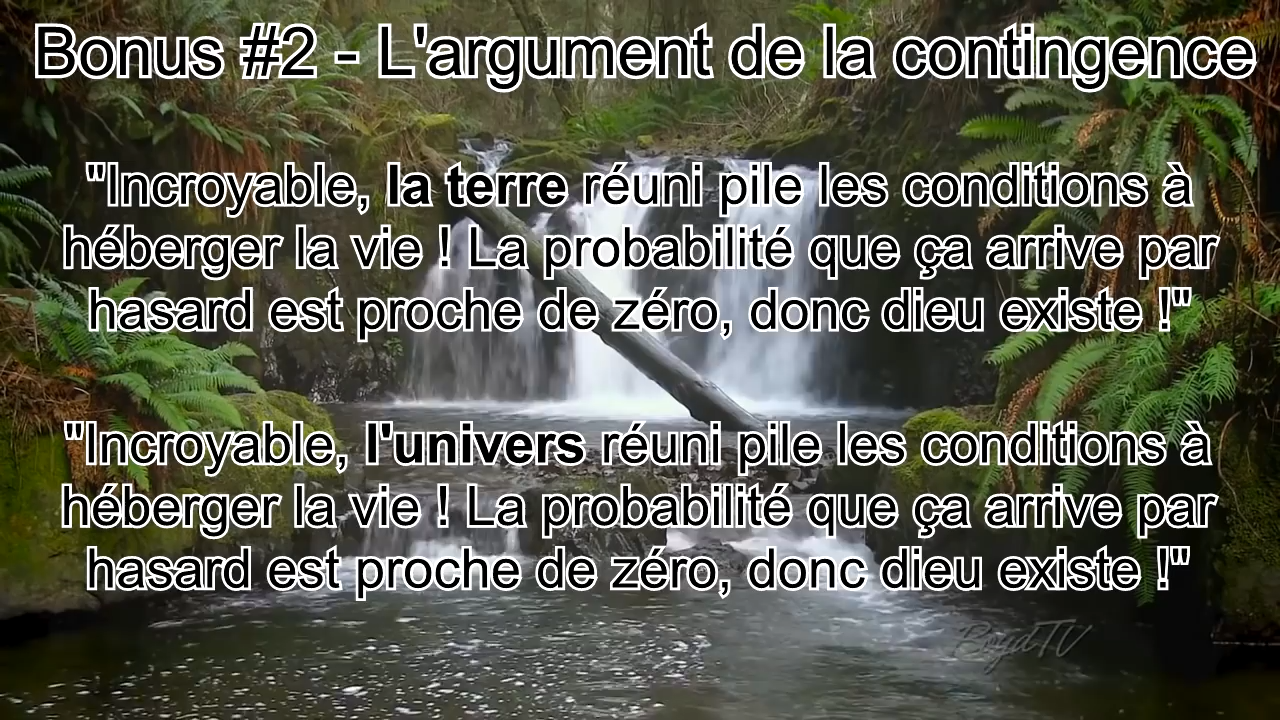 Bonus #2 - L'argument de la contingence
"Incroyable, la terre réuni pile les conditions à
héberger la vie ! La probabilité que ça arrive par
hasard est proche de zéro, donc dieu existe !"
"Incroyable, l'univers réuni pile les conditions à
héberger la vie ! La probabilité que ça arrive par
hasard est proche de zéro, donc dieu existe !"
BoydTV